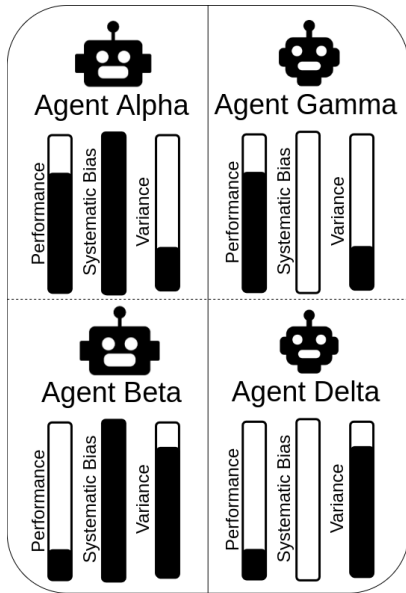 Agent Alpha
Performance
Systematic Bias
Variance
Agent Gamma
Performance
Systematic Bias
Variance
Agent Beta
Performance
Systematic Bias
Variance
Agent Delta
Performance
Systematic Bias
Variance